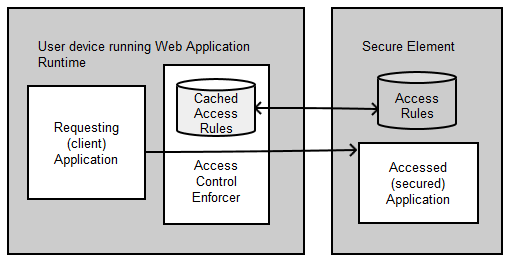 User device running Web Application
Runtime
Requesting
(client)
Application
Cached
Access
Rules
Access
Control
Enforcer
Secure Element
Access
Rules
Accessed
(secured)
Application